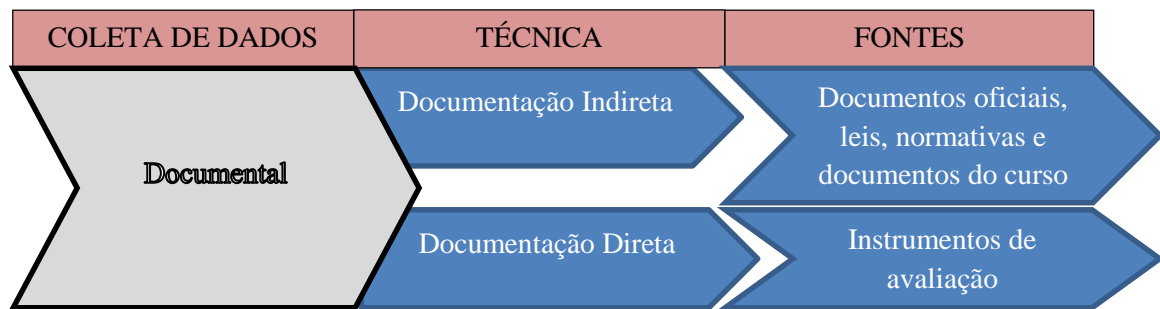 COLETA DE DADOS
TÉCNICA
FONTES
Documental
Documentação Indireta
Documentos oficiais,
leis, normativas e
documentos do curso
Documentação Direta
Instrumentos de
avaliação